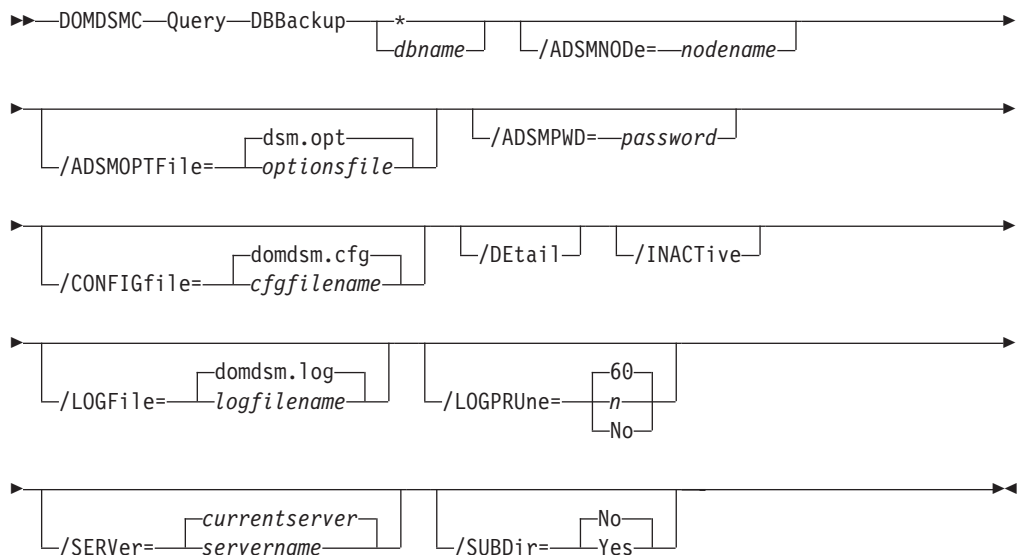 DOMDSMC Query DBBackup *
dbname /ADSMNODe= nodename
dsm.opt /ADSMPWD= password
/ADSMOPTFile= optionsfile
domdsm.cfg /DEtail /INACTive
/CONFIGfile= cfgfilename
domdsm.log 60
/LOGFile= logfilename /LOGPRUne= n
No
currentserver No
/SERVer= servername /SUBDir= Yes